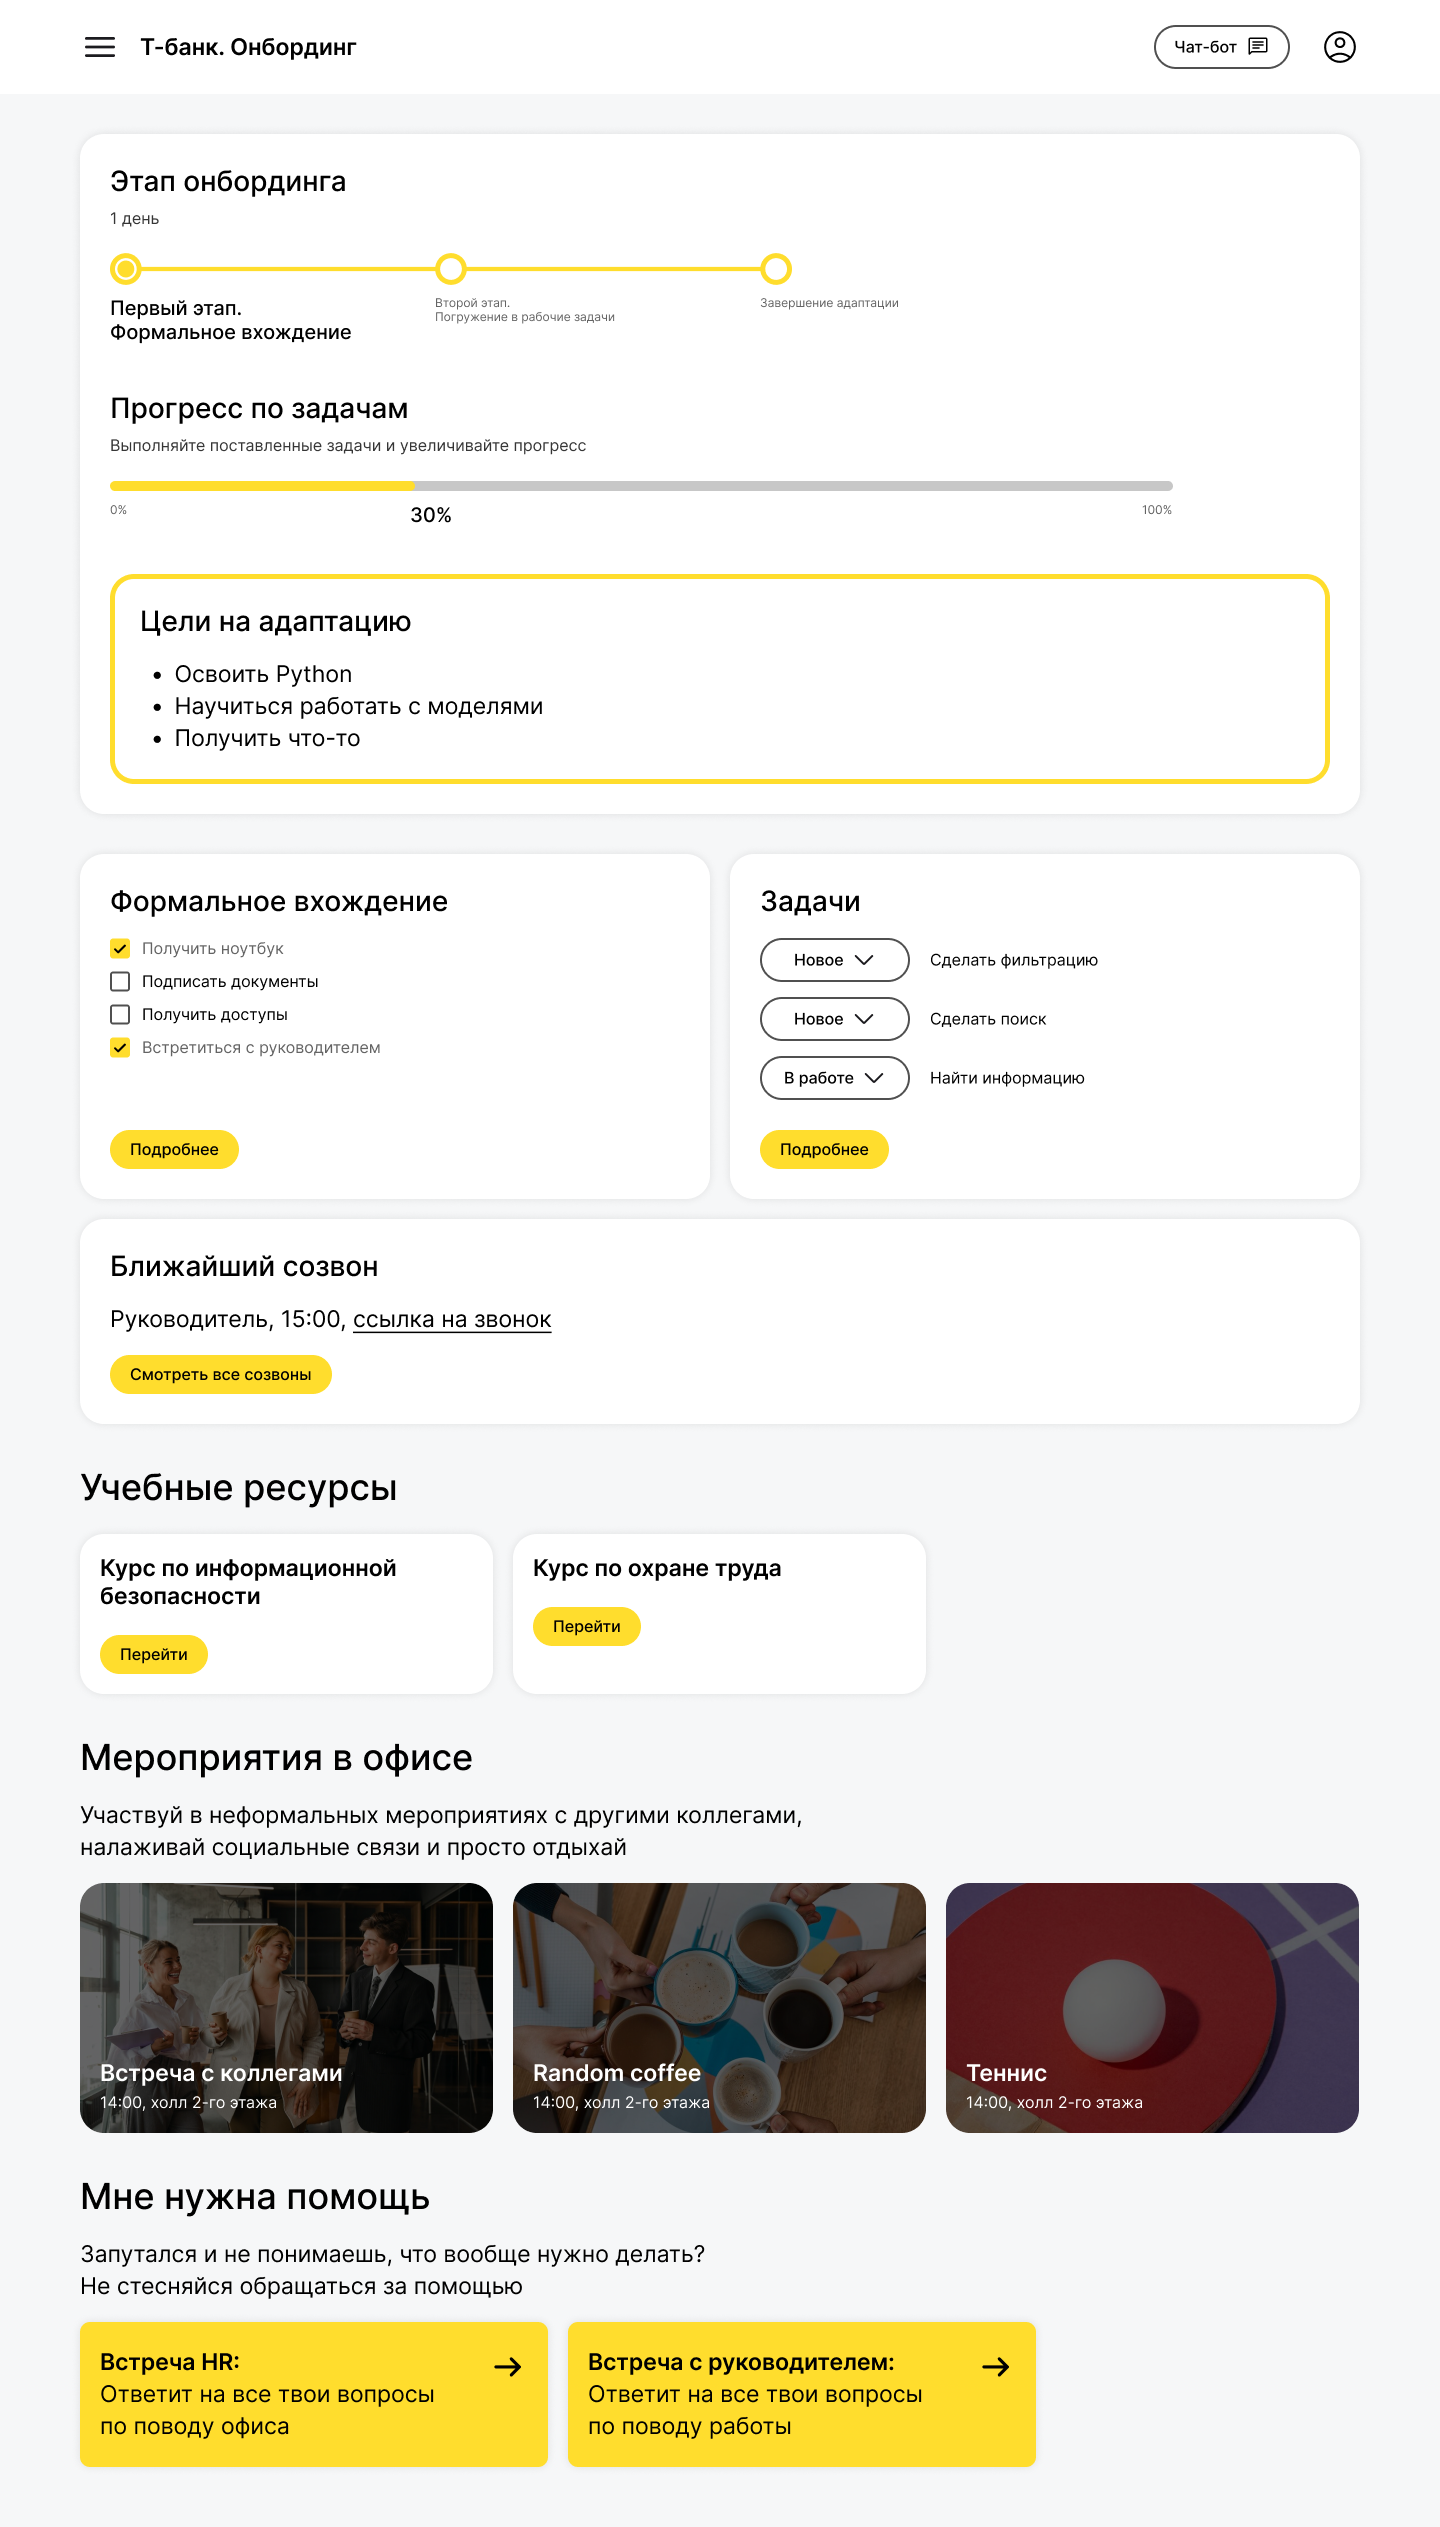 Т-банк. Онбординг
Чат-бот
Этап онбординга
1 день
Первый этап.
Формальное вхождение
Второй этап.
Погружение в рабочие задачи
Завершение адаптации
Прогресс по задачам
Выполняйте поставленные задачи и увеличивайте прогресс
0%
30%
100%
Цели на адаптацию
• Освоить Python
• Научиться работать с моделями
• Получить что-то
Формальное вхождение
Получить ноутбук
Подписать документы
Получить доступы
Встретиться с руководителем
Подробнее
Задачи
Новое
Сделать фильтрацию
Новое
Сделать поиск
В работе
Найти информацию
Подробнее
Ближайший созвон
Руководитель, 15:00, ссылка на звонок
Смотреть все созвоны
Учебные ресурсы
Курс по информационной
безопасности
Перейти
Курс по охране труда
Перейти
Мероприятия в офисе
Участвуй в неформальных мероприятиях с другими коллегами,
налаживай социальные связи и просто отдыхай
Встреча с коллегами
14:00, холл 2-го этажа
Random coffee
14:00, холл 2-го этажа
Теннис
14:00, холл 2-го этажа
Мне нужна помощь
Запутался и не понимаешь, что вообще нужно делать?
Не стесняйся обращаться за помощью
Встреча HR:
Ответит на все твои вопросы
по поводу офиса
Встреча с руководителем:
Ответит на все твои вопросы
по поводу работы